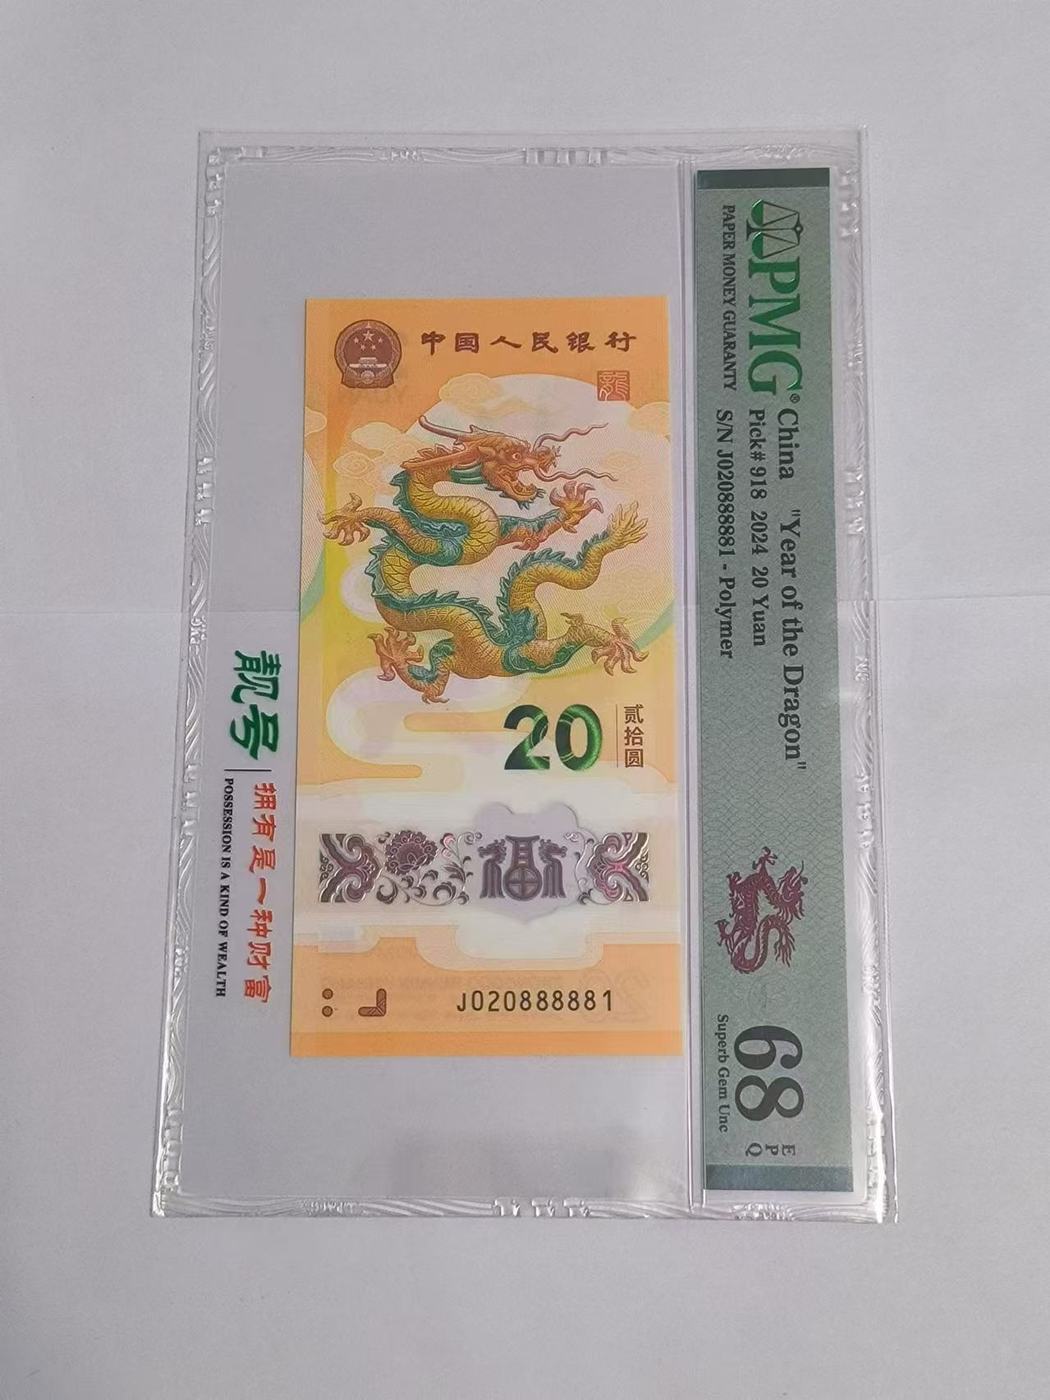 中国人民银行
龍
20
贰拾圆
福
J020888881
PMG®
PAPER MONEY GUARANTY
China "Year of the Dragon"
Pick# 918 2024 20 Yuan
S/N J020888881 - Polymer
68
EPQ
Superb Gem Unc
靓号
拥有是一种财富
POSSESSION IS A KIND OF WEALTH